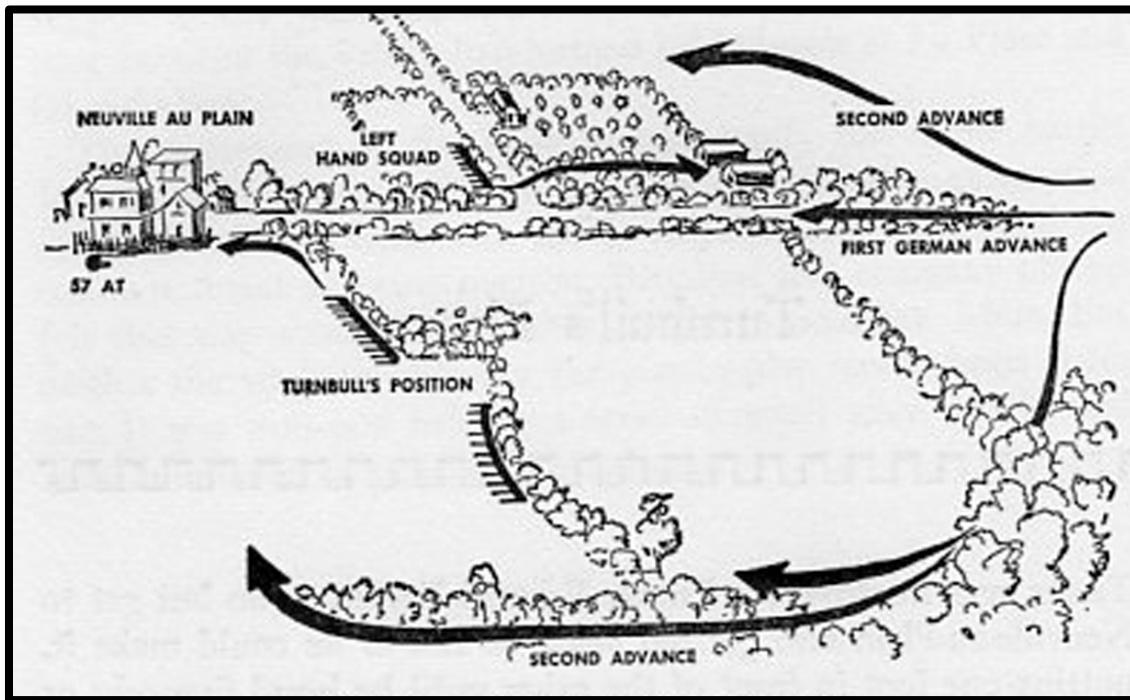 SECOND ADVANCE
NEUVILLE AU PLAIN
LEFT
HAND SQUAD
FIRST GERMAN ADVANCE
57 AT
TURNBULL'S POSITION
SECOND ADVANCE